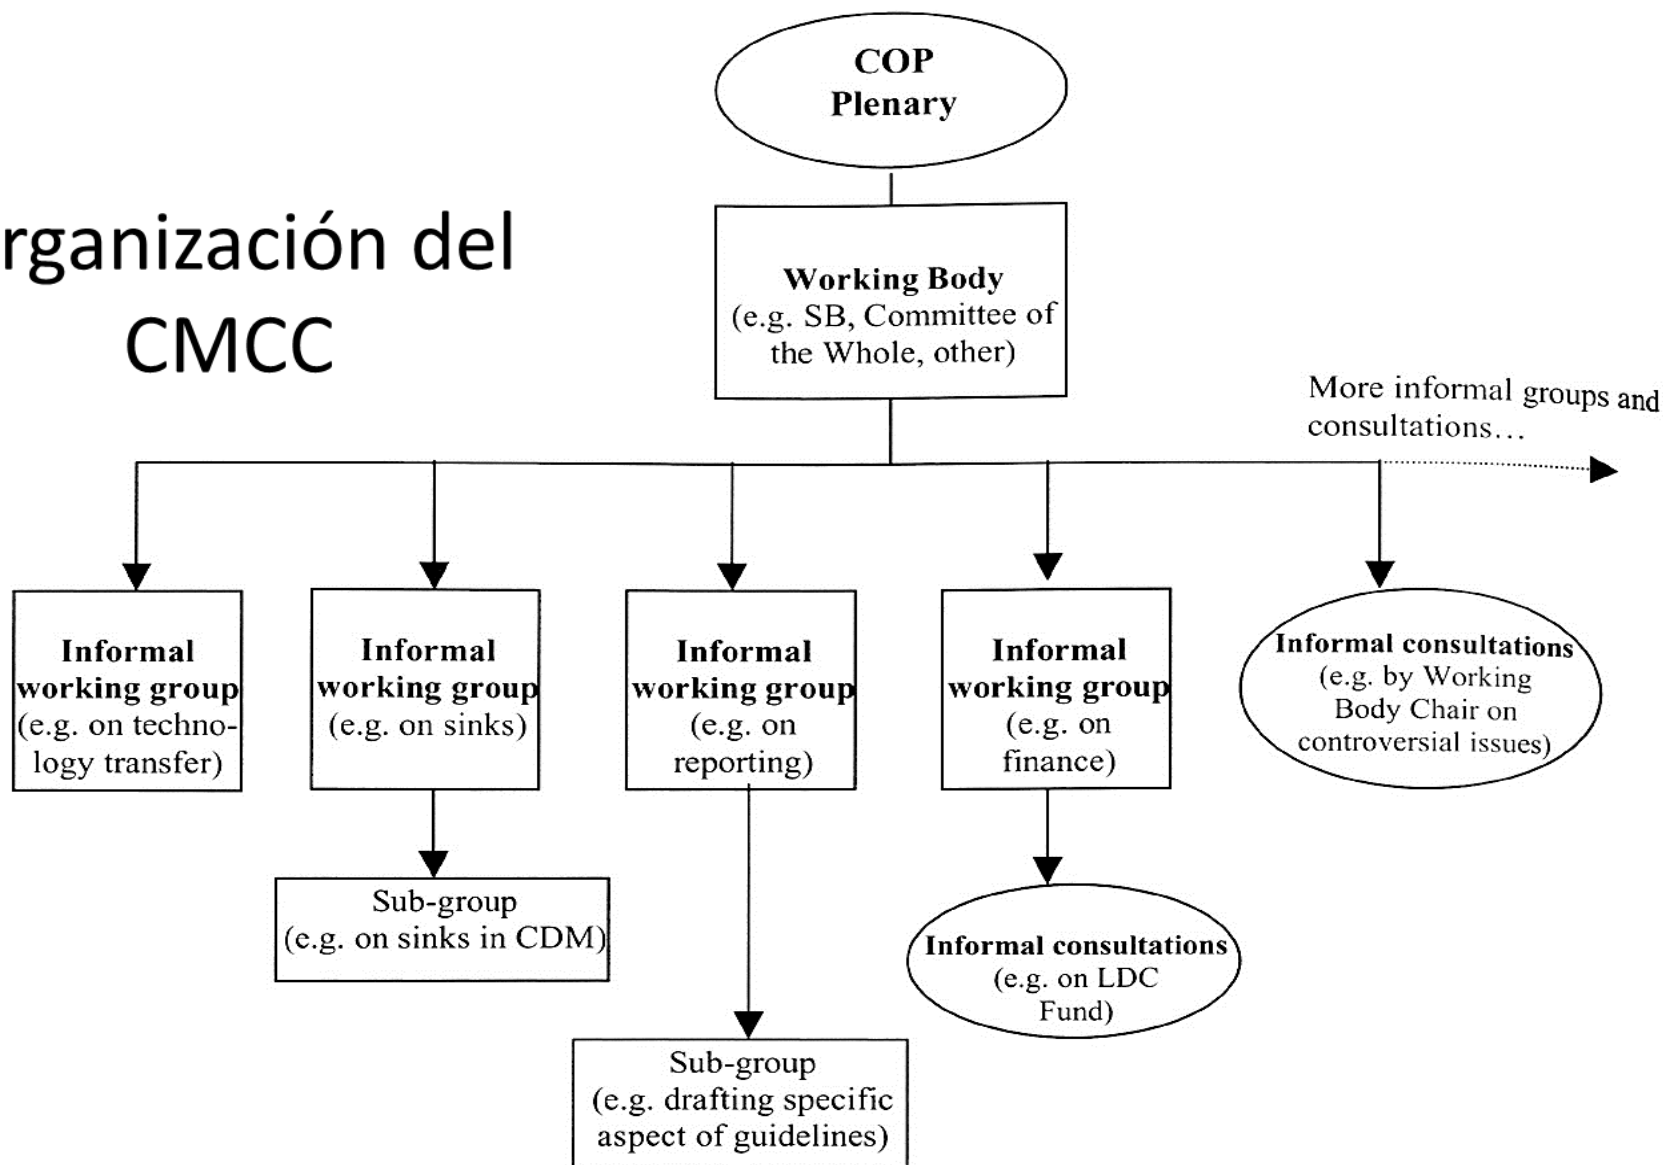 COP
Plenary
rganización del
CMCC
Working Body
(e.g. SB, Committee of
the Whole, other)
More informal groups and
consultations...
Informal
working group
(e.g. on techno-
logy transfer)
Informal
working group
(e.g. on sinks)
Informal
working group
(e.g. on
reporting)
Informal
working group
(e.g. on
finance)
Informal consultations
(e.g. by Working
Body Chair on
controversial issues)
Sub-group
(e.g. on sinks in CDM)
Informal consultations
(e.g. on LDC
Fund)
Sub-group
(e.g. drafting specific
aspect of guidelines)